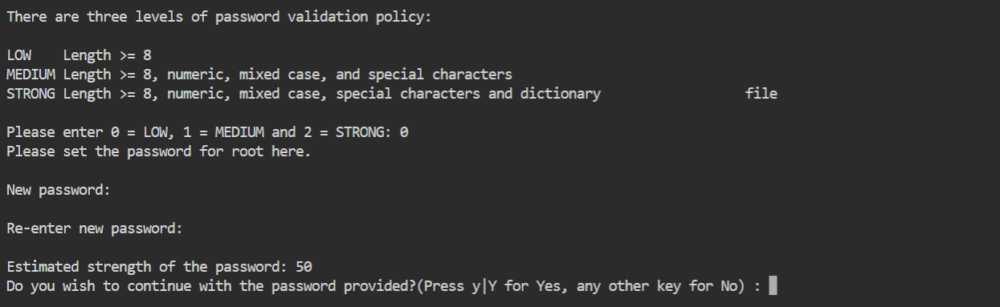 There are three levels of password validation policy:
LOW    Length >= 8
MEDIUM Length >= 8, numeric, mixed case, and special characters
STRONG Length >= 8, numeric, mixed case, special characters and dictionary                  file
Please enter 0 = LOW, 1 = MEDIUM and 2 = STRONG: 0
Please set the password for root here.
New password:
Re-enter new password:
Estimated strength of the password: 50
Do you wish to continue with the password provided?(Press y|Y for Yes, any other key for No) :